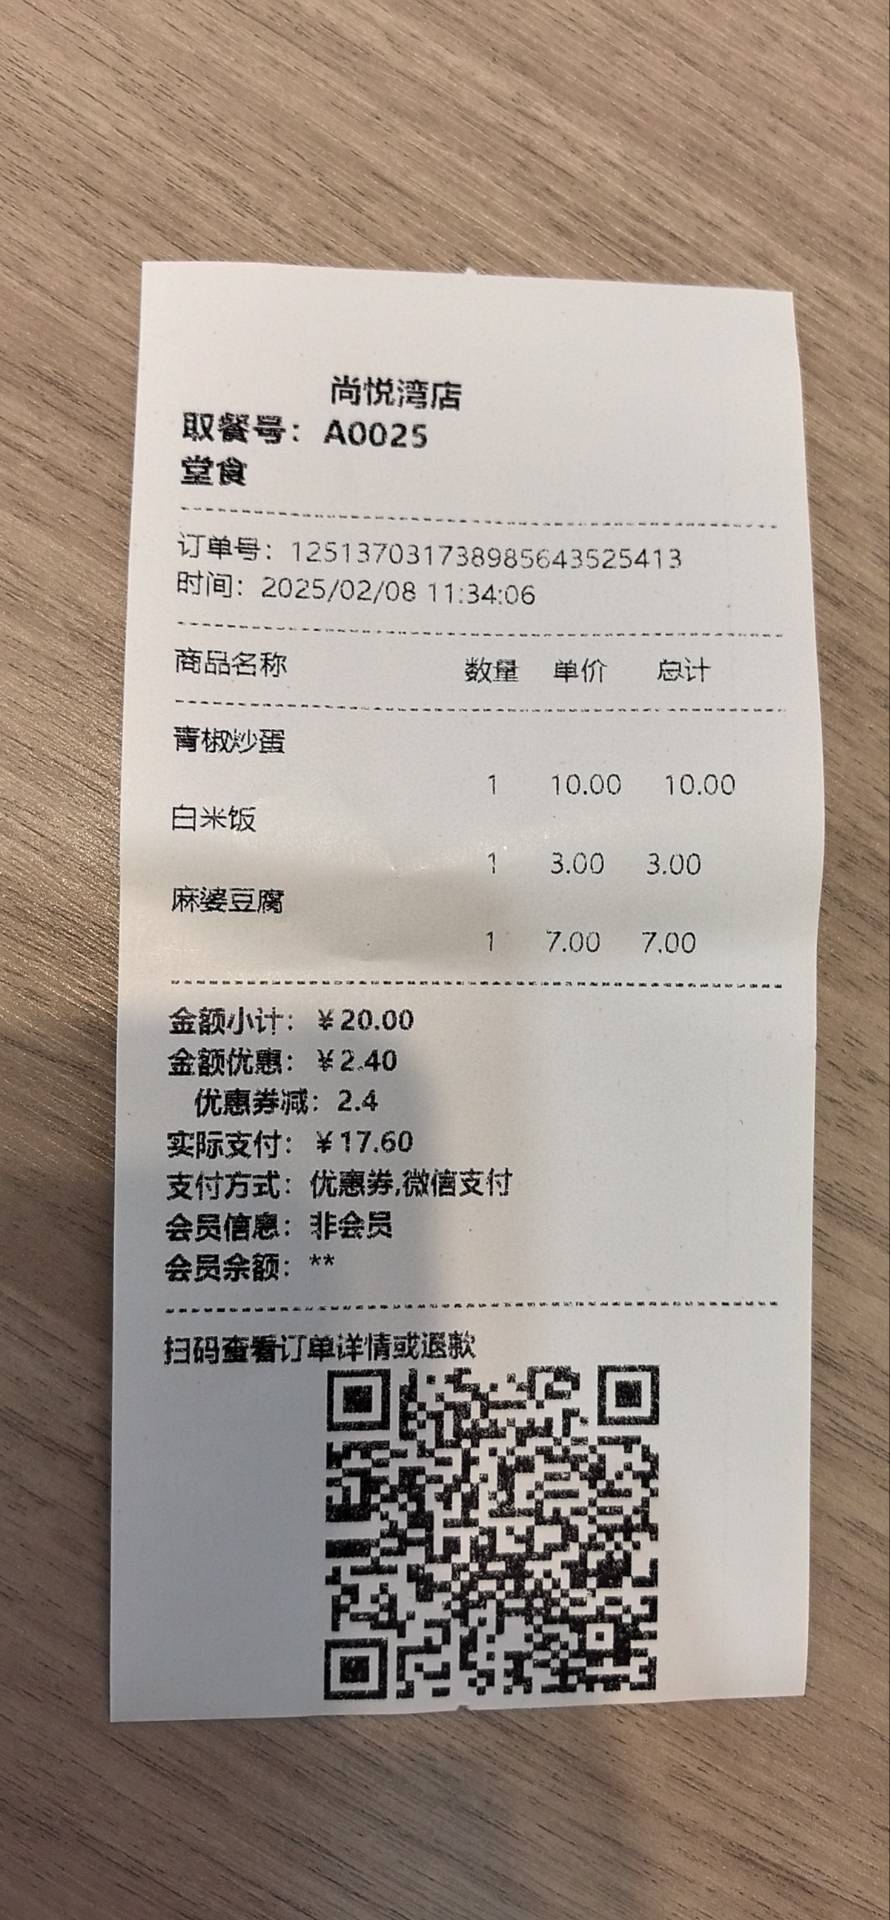 尚悦湾店
取餐号：A0025
堂食
订单号：1251370317389856435​25413
时间：2025/02/08 11:34:06
商品名称 数量 单价 总计
青椒炒蛋
1 10.00 10.00
白米饭
1 3.00 3.00
麻婆豆腐
1 7.00 7.00
金额小计：￥20.00
金额优惠：￥2.40
优惠券减：2.4
实际支付：￥17.60
支付方式：优惠券,微信支付
会员信息：非会员
会员余额：**
扫码查看订单详情或退款